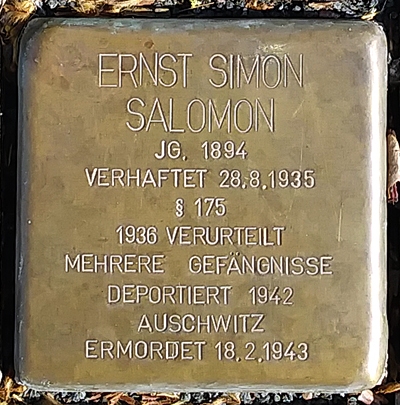 ERNST SIMON
SALOMON
JG. 1894
VERHAFTET 28.8.1935
§ 175
1936 VERURTEILT
MEHRERE GEFÄNGNISSE
DEPORTIERT 1942
AUSCHWITZ
ERMORDET 18.2.1943